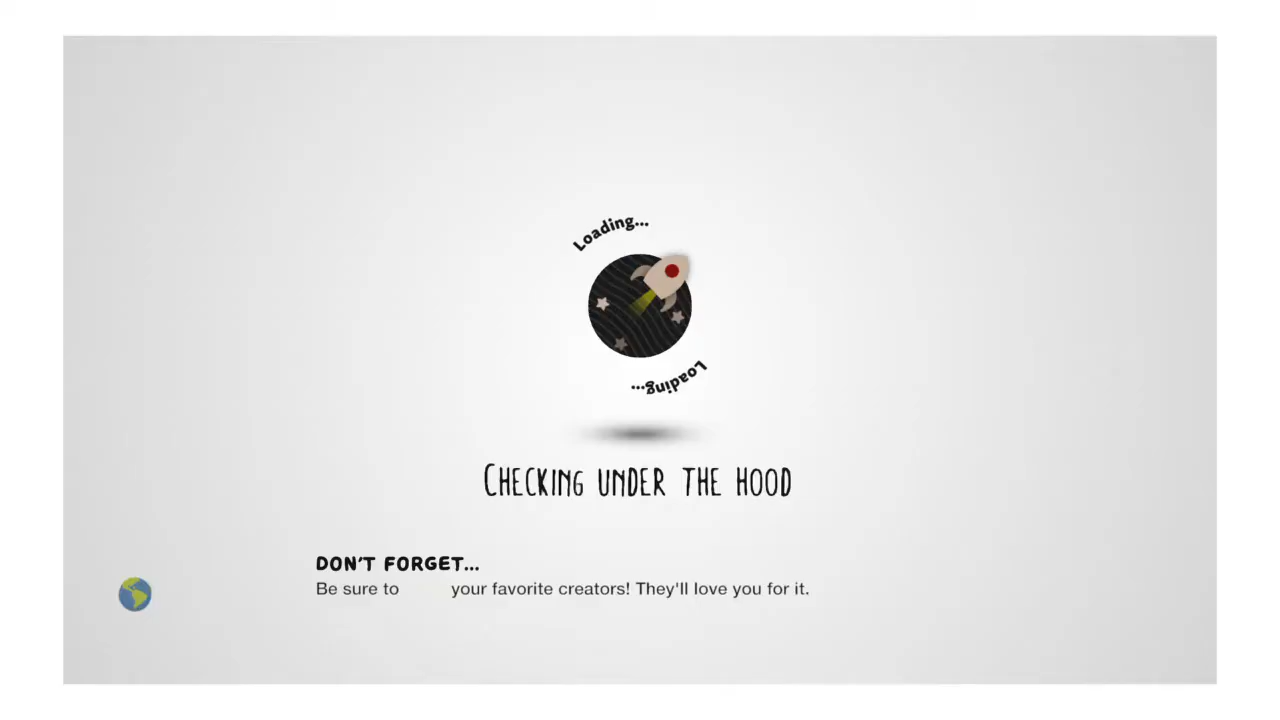 Loading...
Loading...
Checking under the hood
DON'T FORGET...
Be sure to your favorite creators! They'll love you for it.